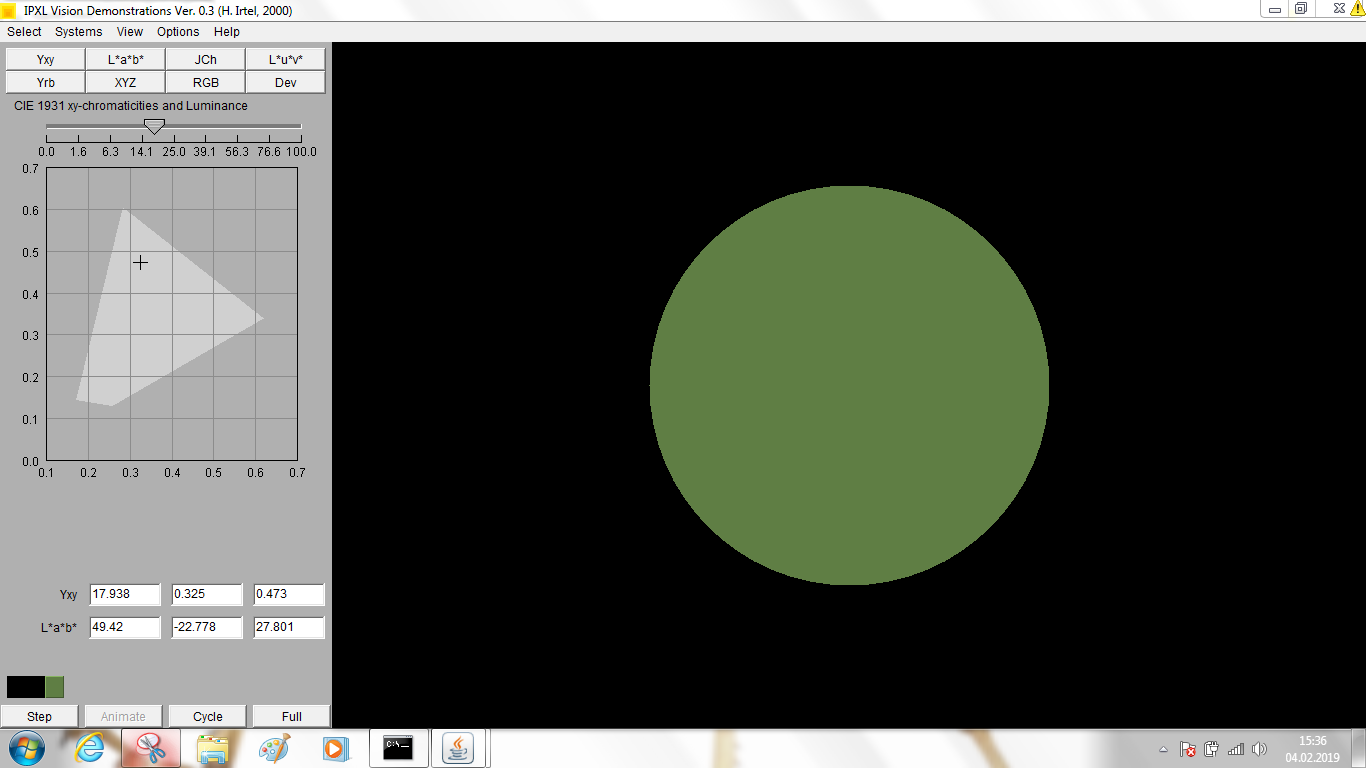 IPXL Vision Demonstrations Ver. 0.3 (H. Irtel, 2000)
Select Systems View Options Help
Yxy L*a*b* JCh L*u*v*
Yrb XYZ RGB Dev
CIE 1931 xy-chromaticities and Luminance
0.0 1.6 6.3 14.1 25.0 39.1 56.3 76.6 100.0
0.7
0.6
0.5
0.4
0.3
0.2
0.1
0.0
0.1 0.2 0.3 0.4 0.5 0.6 0.7
Yxy 17.938 0.325 0.473
L*a*b* 49.42 -22.778 27.801
Step Animate Cycle Full
C:\
15:36
04.02.2019